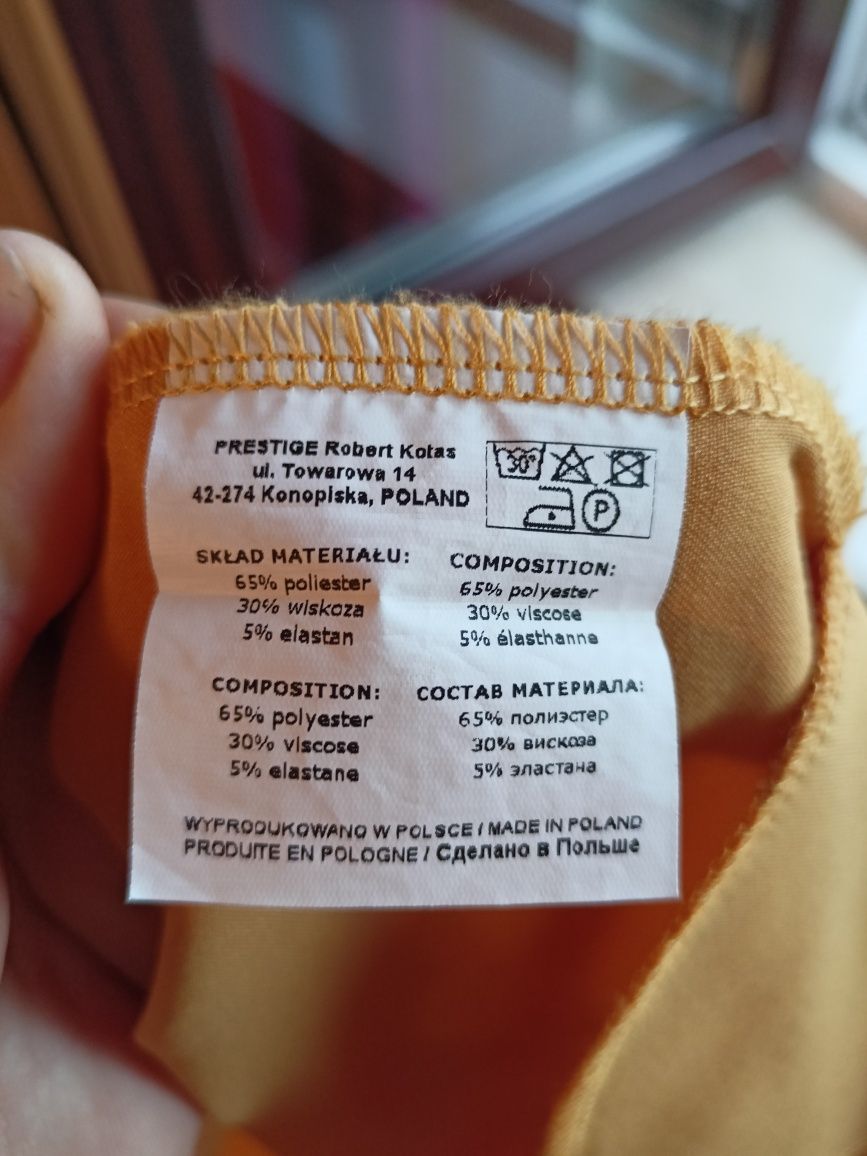 PRESTIGE Robert Kotas
ul. Towarowa 14
42-274 Konopiska, POLAND
30°
P
SKŁAD MATERIAŁU:
65% poliester
30% wiskoza
5% elastan
COMPOSITION:
65% polyester
30% viscose
5% élasthanne
COMPOSITION:
65% polyester
30% viscose
5% elastane
СОСТАВ МАТЕРИАЛА:
65% полиэстер
30% вискоза
5% эластана
WYPRODUKOWANO W POLSCE / MADE IN POLAND
PRODUITE EN POLOGNE / Сделано в Польше